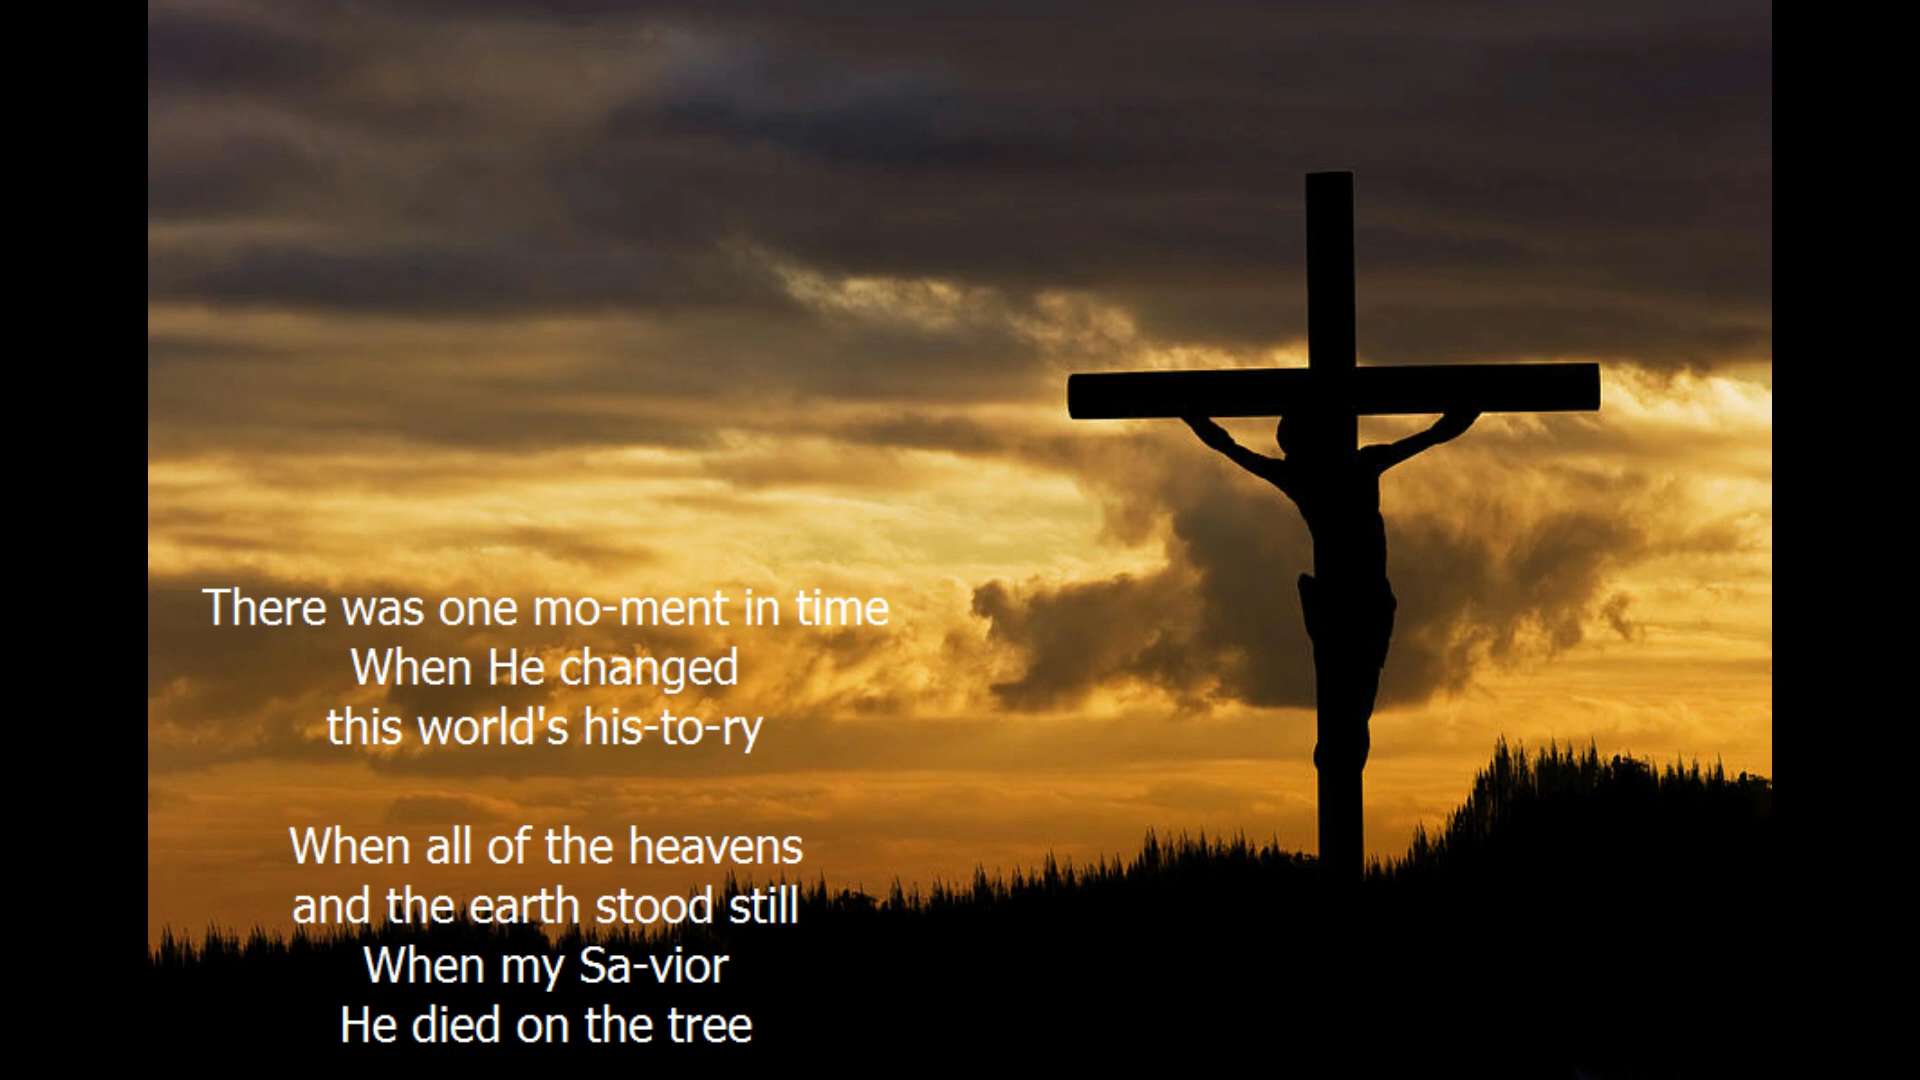 There was one mo-ment in time
When He changed
this world's his-to-ry
When all of the heavens
and the earth stood still
When my Sa-vior
He died on the tree